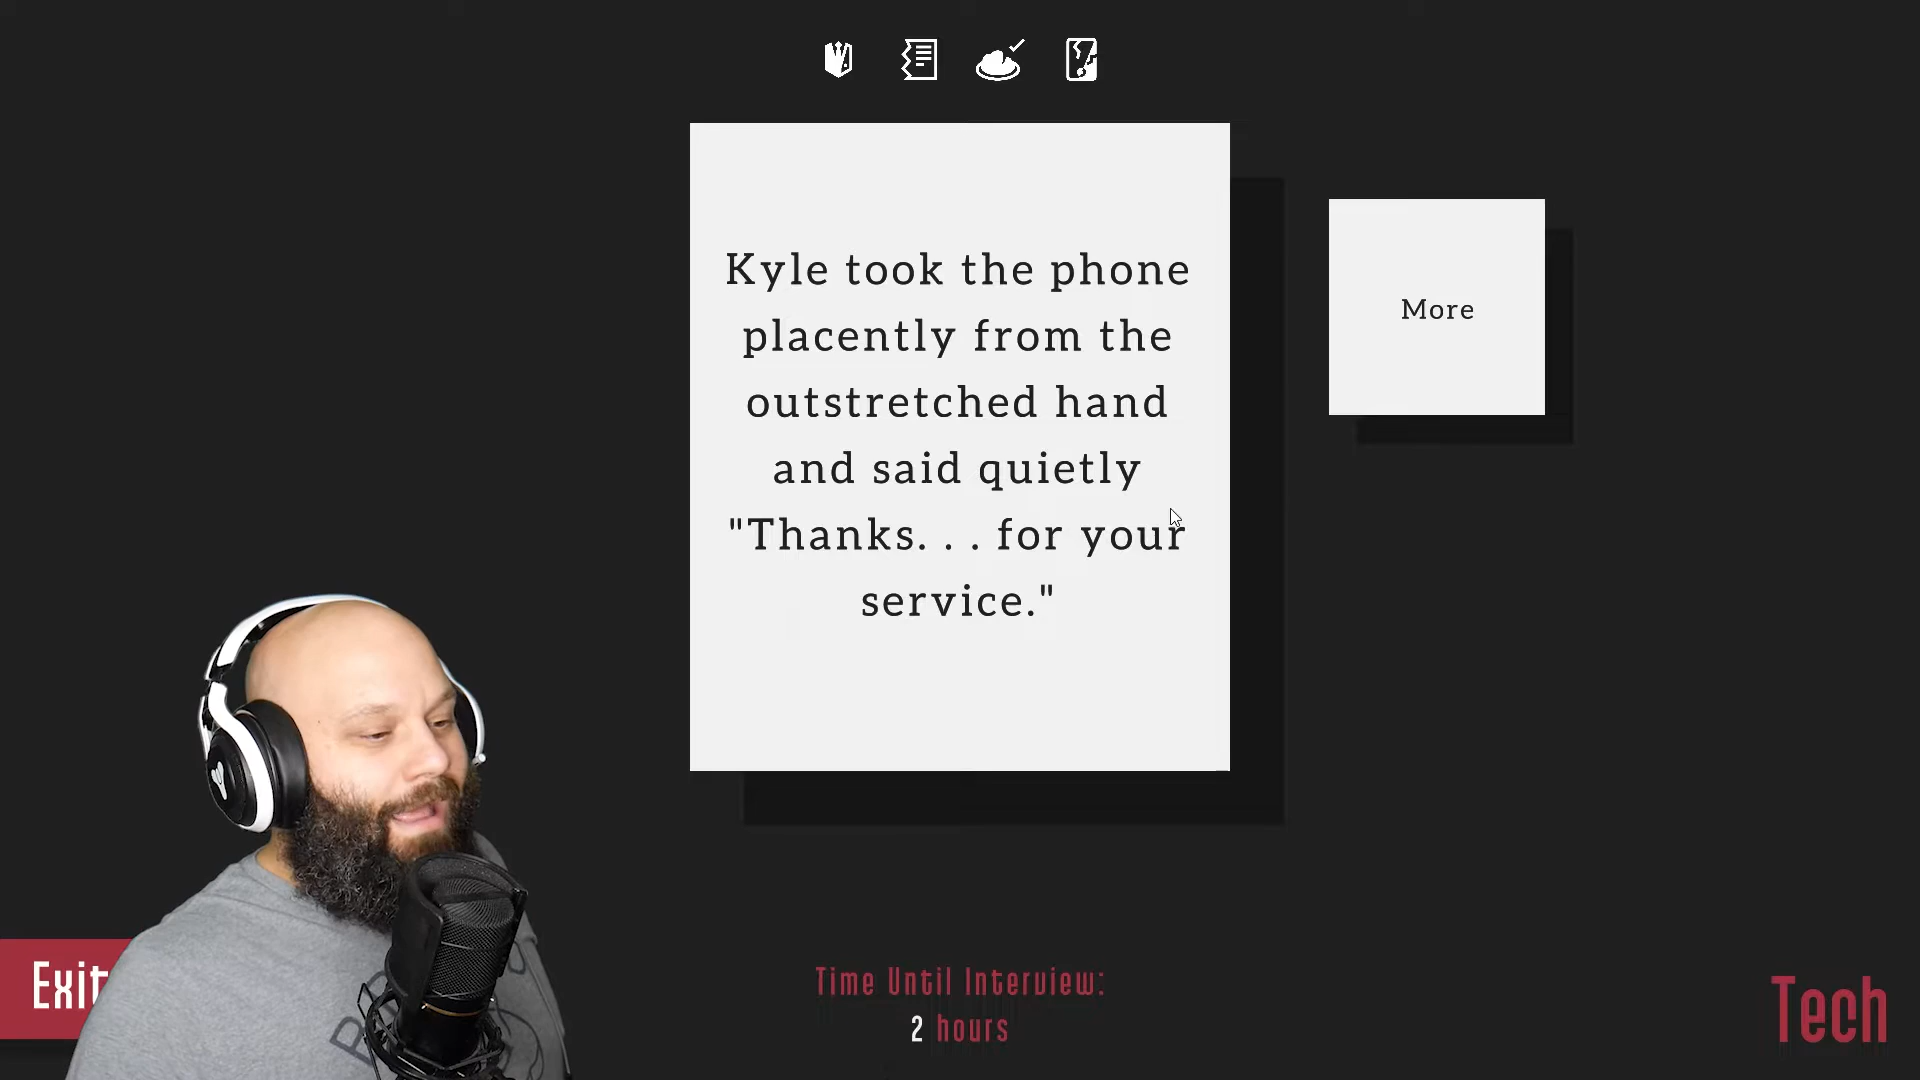 Kyle took the phone
placently from the
outstretched hand
and said quietly
"Thanks. . . for your
service."
More
Exit
Time Until Interview:
2 hours
Tech